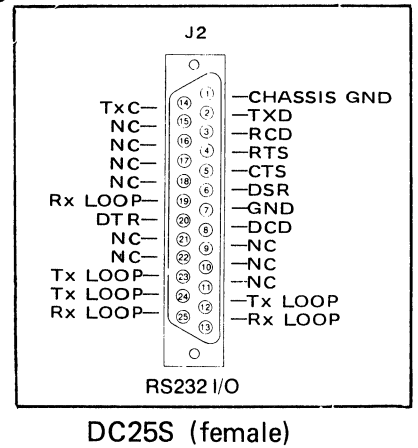 J2
1 CHASSIS GND
TxC 14
2 TXD
NC 15
3 RCD
NC 16
4 RTS
NC 17
5 CTS
NC 18
6 DSR
Rx LOOP 19
7 GND
DTR 20
8 DCD
NC 21
9 NC
NC 22
10 NC
Tx LOOP 23
11 NC
Tx LOOP 24
12 Tx LOOP
Rx LOOP 25
13 Rx LOOP
RS232 I/O
DC25S (female)